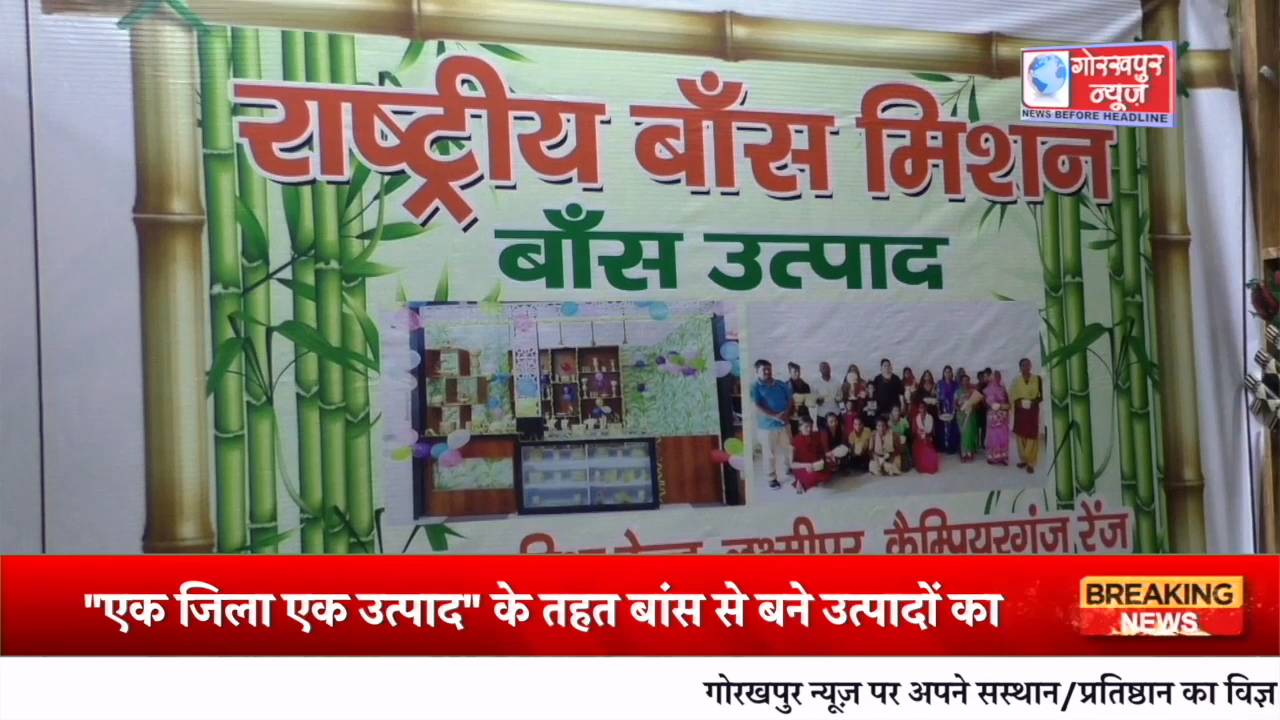 राष्ट्रीय बाँस मिशन
गोरखपुर
न्यूज़
NEWS BEFORE HEADLINE
बाँस उत्पाद
लक्ष्मीपुर, कैम्पियरगंज रेंज
"एक जिला एक उत्पाद" के तहत बांस से बने उत्पादों का
BREAKING
NEWS
गोरखपुर न्यूज़ पर अपने सस्थान/प्रतिष्ठान का विज्ञ